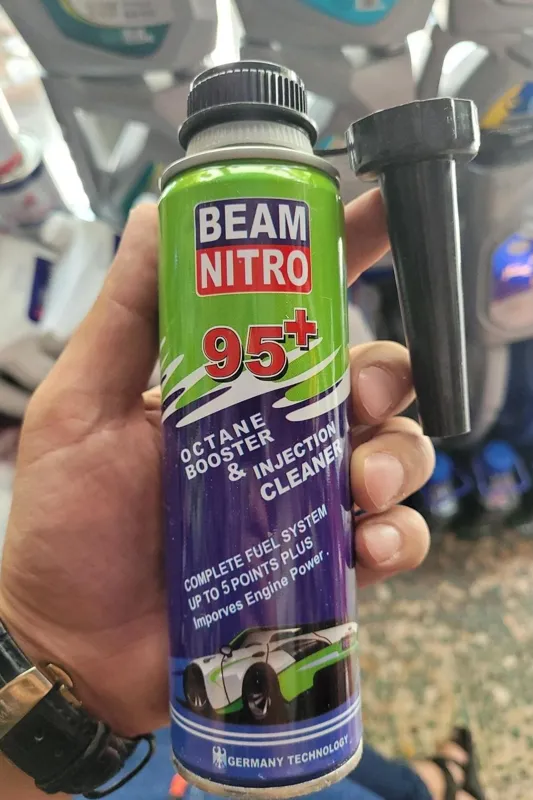 BEAM
NITRO
95+
OCTANE
BOOSTER
& INJECTION
CLEANER
COMPLETE FUEL SYSTEM
UP TO 5 POINTS PLUS
Imporves Engine Power.
GERMANY TECHNOLOGY